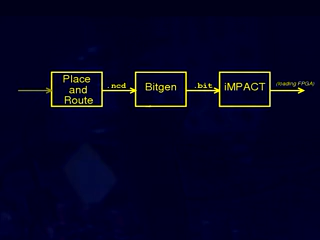 Place
and
Route
.ncd
Bitgen
.bit
iMPACT
(loading FPGA)